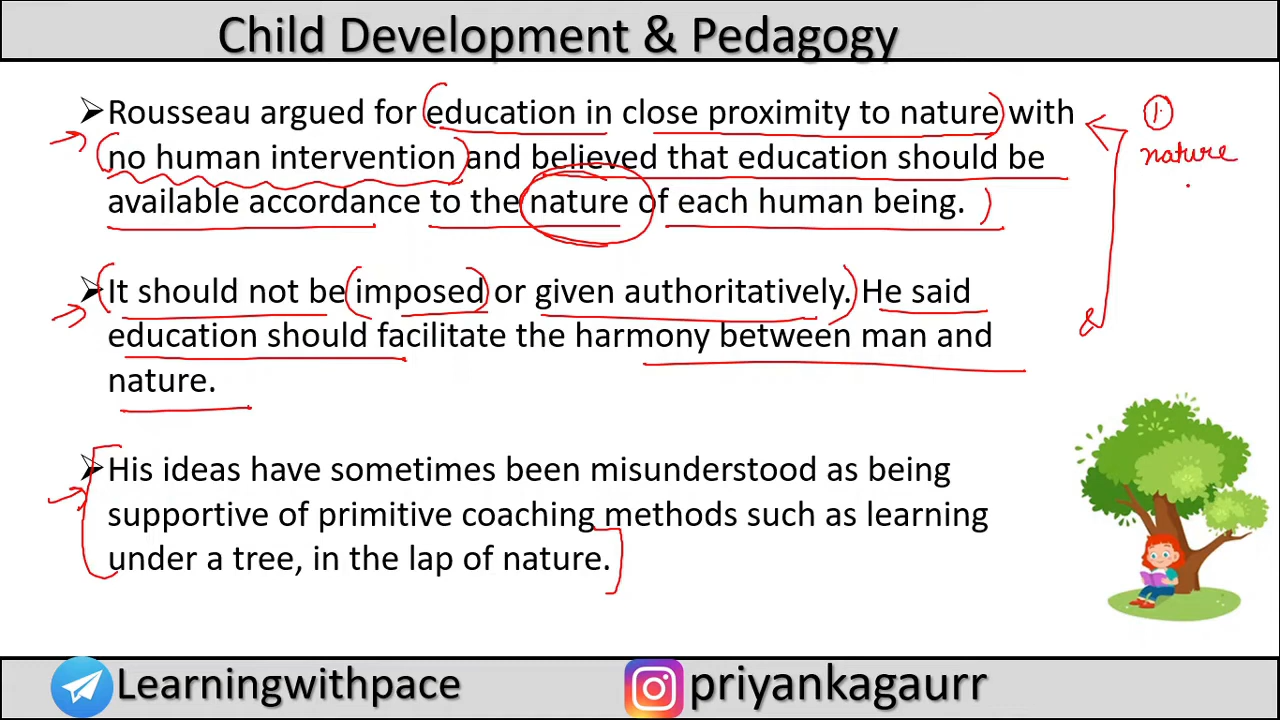 Child Development & Pedagogy
➢Rousseau argued for education in close proximity to nature with
no human intervention and believed that education should be
available accordance to the nature of each human being.
① nature
➢It should not be imposed or given authoritatively. He said
education should facilitate the harmony between man and
nature.
➢His ideas have sometimes been misunderstood as being
supportive of primitive coaching methods such as learning
under a tree, in the lap of nature.
Learningwithpace
priyankagaurr